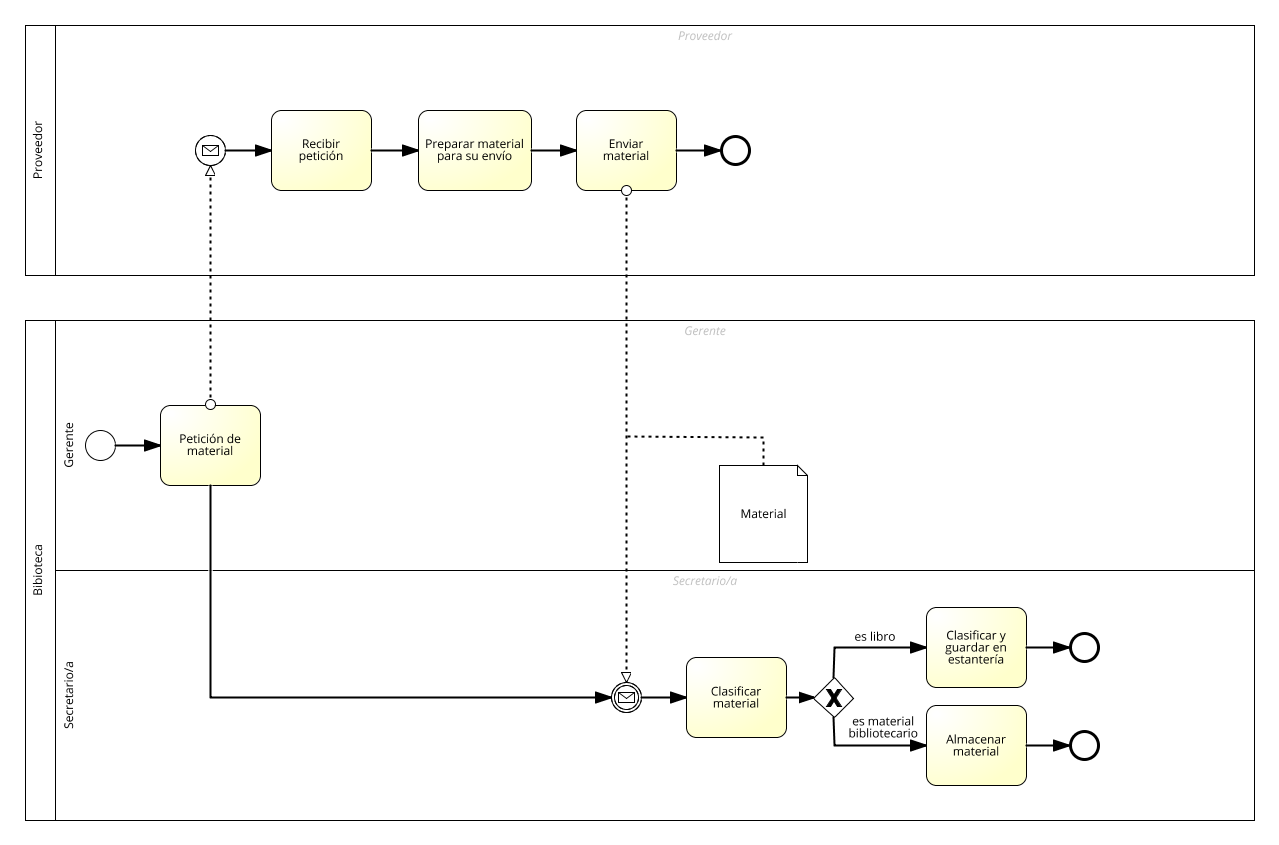 Proveedor
Proveedor
Recibir
petición
Preparar material
para su envío
Enviar
material
Bibioteca
Gerente
Gerente
Petición de
material
Material
Secretario/a
Secretario/a
Clasificar
material
es libro
es material
bibliotecario
Clasificar y
guardar en
estantería
Almacenar
material